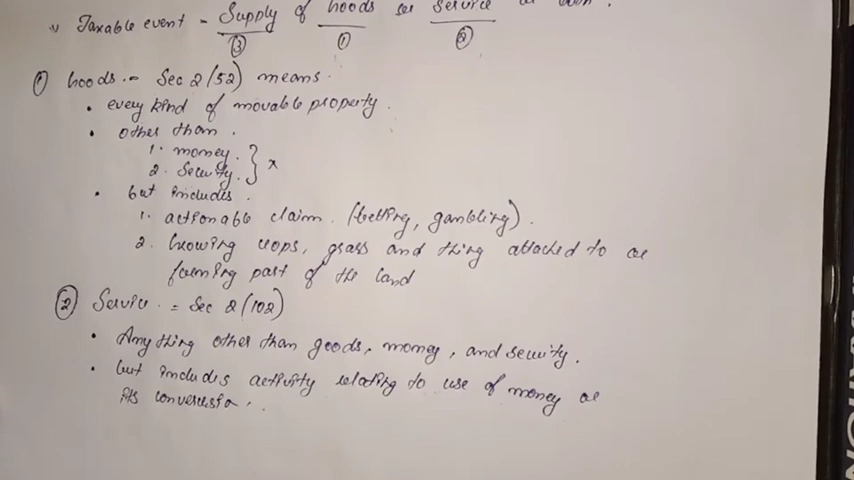 Taxable event - Supply of Goods or Service or both.
③ ① ②
① Goods :- Sec 2(52) means.
• every kind of movable property.
• other than.
1. money. } ×
2. Security.
• but includes.
1. actionable claim. (betting, gambling).
2. Growing crops, grass and thing attached to or
forming part of the land
② Service. = Sec 2(102)
• Anything other than goods, money, and security.
• but includes activity relating to use of money or
its conversion..